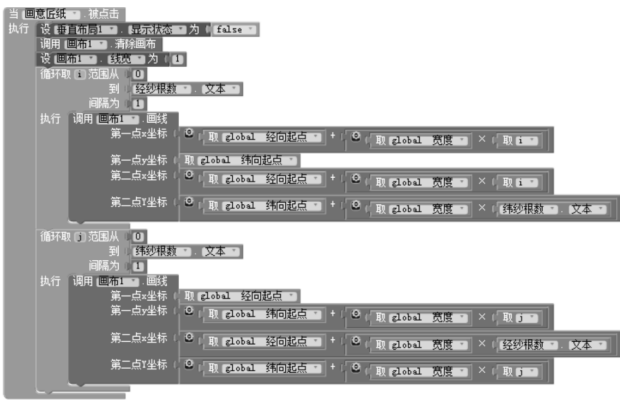 当 画意匠纸 .被点击
执行 设 垂直布局1 . 显示状态 为 false
调用 画布1 .清除画布
设 画布1 . 线宽 为 1
循环取 i 范围从 0
到 经纱根数 . 文本
间隔为 1
执行 调用 画布1 .画线
第一点x坐标 取 global 经向起点 + 取 global 宽度 × 取 i
第一点y坐标 取 global 纬向起点
第二点x坐标 取 global 经向起点 + 取 global 宽度 × 取 i
第二点Y坐标 取 global 纬向起点 + 取 global 宽度 × 纬纱根数 . 文本
循环取 j 范围从 0
到 纬纱根数 . 文本
间隔为 1
执行 调用 画布1 .画线
第一点x坐标 取 global 经向起点
第一点y坐标 取 global 纬向起点 + 取 global 宽度 × 取 j
第二点x坐标 取 global 经向起点 + 取 global 宽度 × 经纱根数 . 文本
第二点Y坐标 取 global 纬向起点 + 取 global 宽度 × 取 j